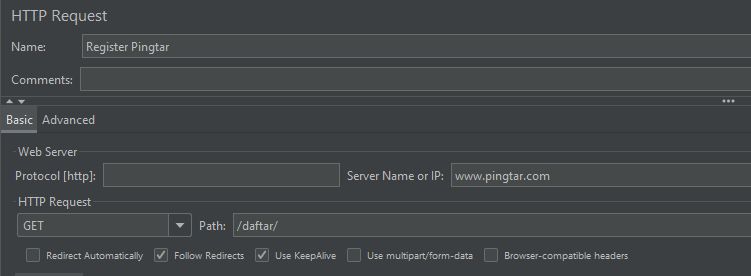 HTTP Request
Name: Register Pingtar
Comments:
Basic Advanced
Web Server
Protocol [http]: Server Name or IP: www.pingtar.com
HTTP Request
GET Path: /daftar/
Redirect Automatically Follow Redirects Use KeepAlive Use multipart/form-data Browser-compatible headers